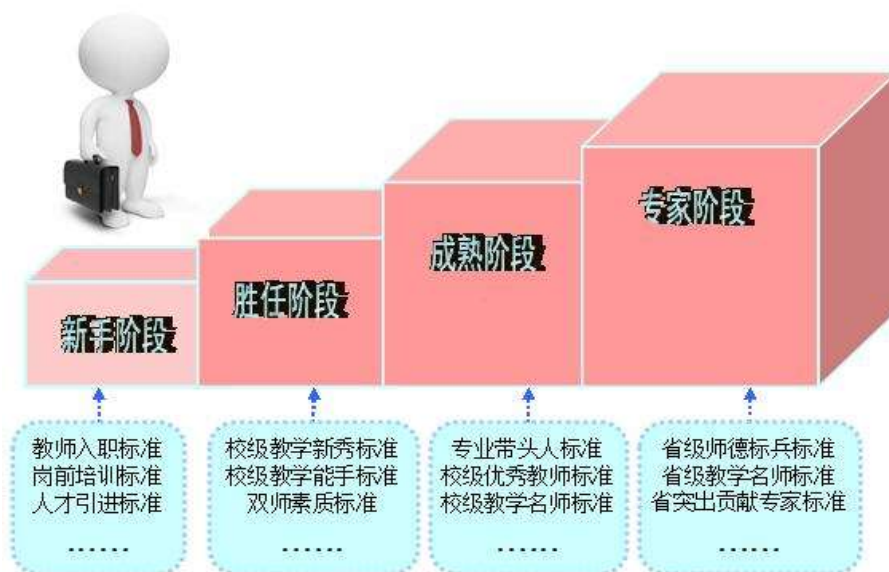 新手阶段
胜任阶段
成熟阶段
专家阶段
教师入职标准
岗前培训标准
人才引进标准
......
校级教学新秀标准
校级教学能手标准
双师素质标准
......
专业带头人标准
校级优秀教师标准
校级教学名师标准
......
省级师德标兵标准
省级教学名师标准
省突出贡献专家标准
......